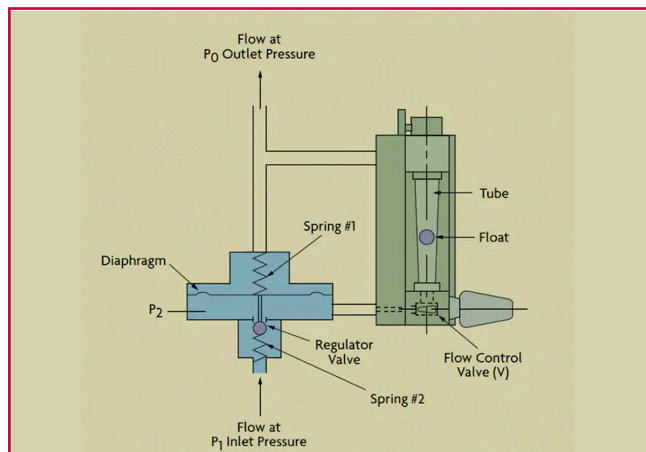 Flow at
P0 Outlet Pressure
Tube
Spring #1
Float
Diaphragm
P2
Regulator
Valve
Flow Control
Valve (V)
Spring #2
Flow at
P1 Inlet Pressure